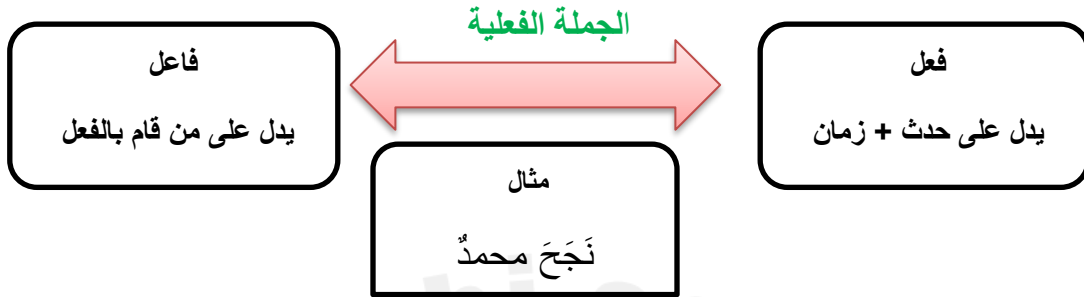 الجملة الفعلية
فعل
يدل على حدث + زمان
فاعل
يدل على من قام بالفعل
مثال
نَجَحَ محمدٌ